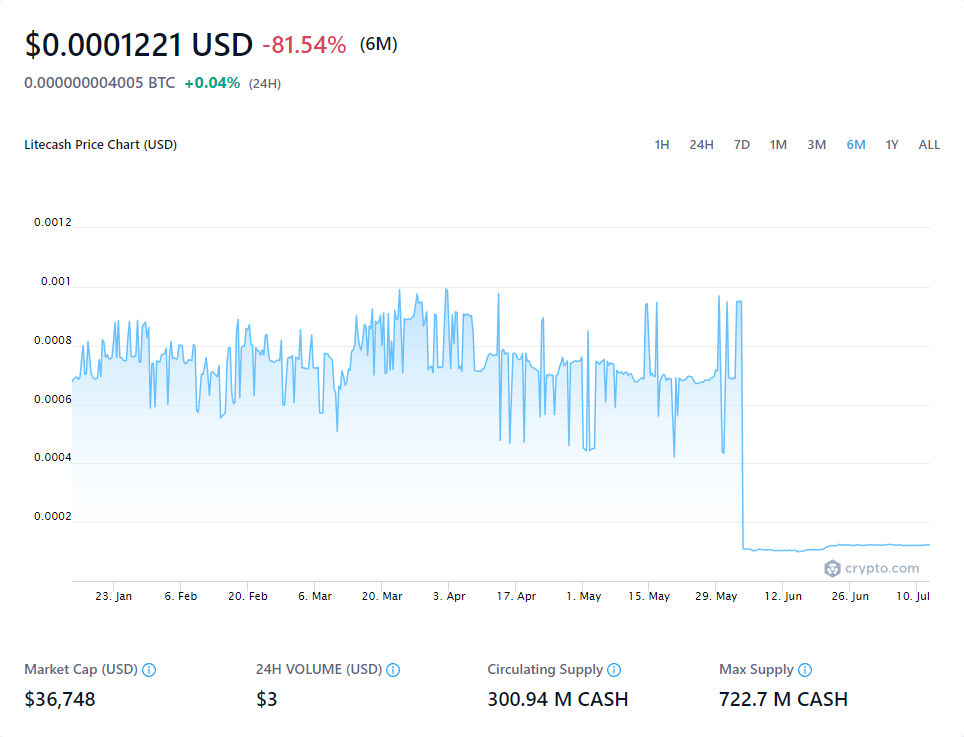 $0.0001221 USD -81.54% (6M)
0.000000004005 BTC +0.04% (24H)
Litecash Price Chart (USD) 1H 24H 7D 1M 3M 6M 1Y ALL
0.0012
0.001
0.0008
0.0006
0.0004
0.0002
crypto.com
23. Jan 6. Feb 20. Feb 6. Mar 20. Mar 3. Apr 17. Apr 1. May 15. May 29. May 12. Jun 26. Jun 10. Jul
Market Cap (USD) 24H VOLUME (USD) Circulating Supply Max Supply
$36,748 $3 300.94 M CASH 722.7 M CASH